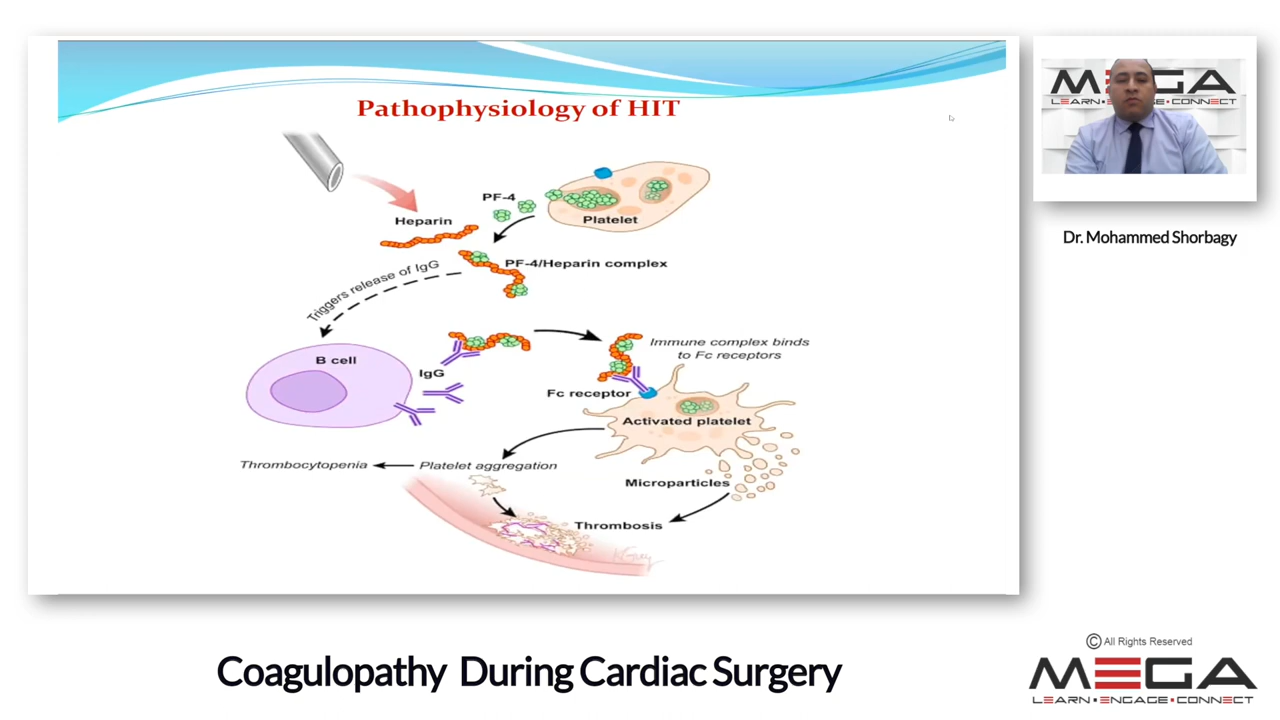 Pathophysiology of HIT
PF-4
Platelet
Heparin
PF-4/Heparin complex
Triggers release of IgG
B cell
IgG
Immune complex binds
to Fc receptors
Fc receptor
Activated platelet
Thrombocytopenia
Platelet aggregation
Microparticles
Thrombosis
MEGA
LEARN • ENGAGE • CONNECT
Dr. Mohammed Shorbagy
Coagulopathy During Cardiac Surgery
© All Rights Reserved
MEGA
LEARN • ENGAGE • CONNECT